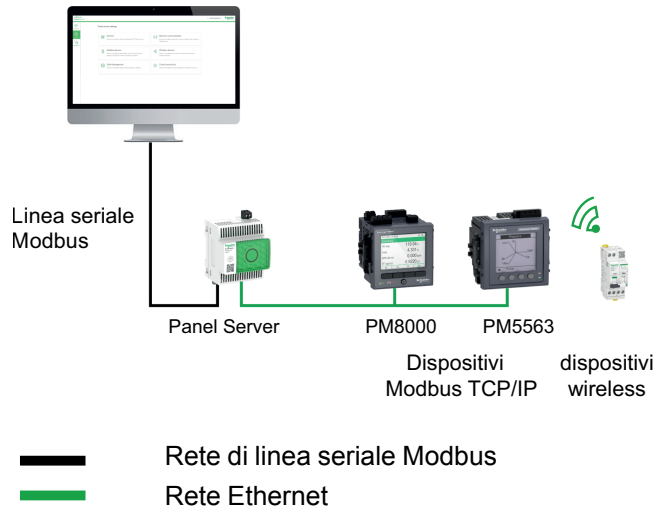 Linea seriale
Modbus
Panel Server
PM8000
PM5563
Dispositivi
Modbus TCP/IP
dispositivi
wireless
Rete di linea seriale Modbus
Rete Ethernet